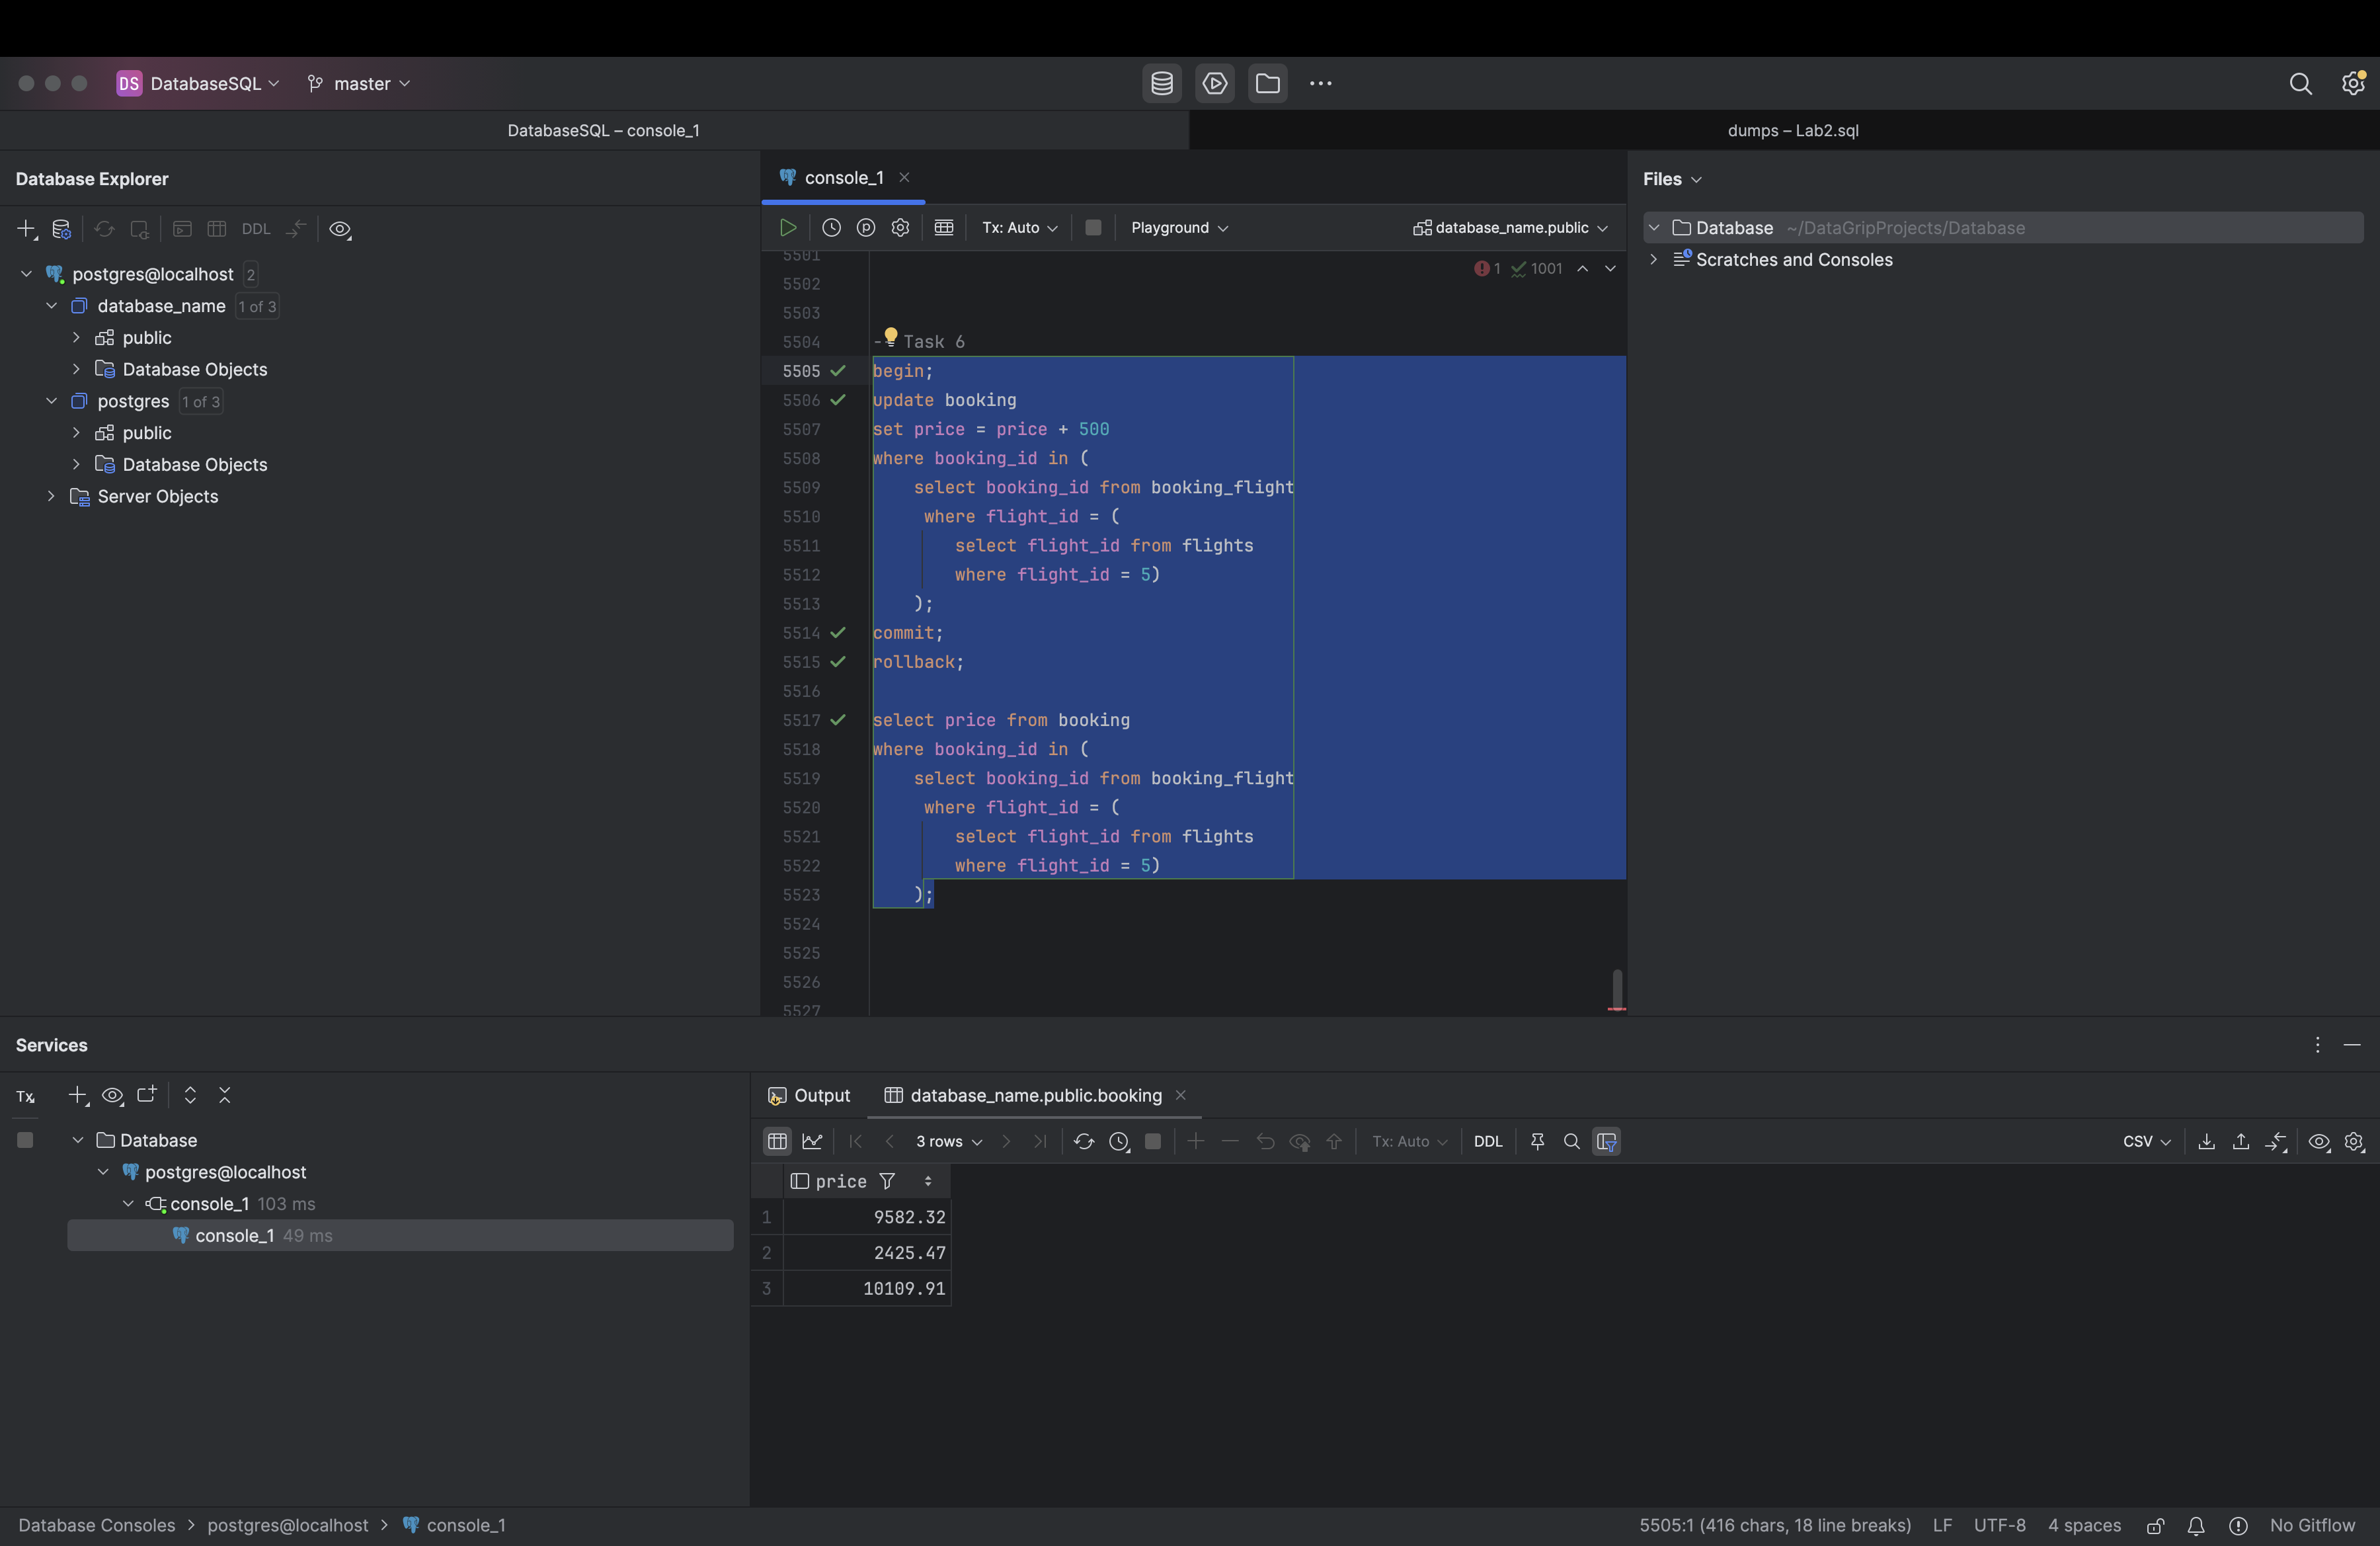 DS DatabaseSQL master
DatabaseSQL – console_1
dumps – Lab2.sql
Database Explorer
DDL
postgres@localhost 2
database_name 1 of 3
public
Database Objects
postgres 1 of 3
public
Database Objects
Server Objects
console_1
Tx: Auto Playground database_name.public
1 1001
5501
5502
5503
5504 - Task 6
5505 begin;
5506 update booking
5507 set price = price + 500
5508 where booking_id in (
5509 select booking_id from booking_flight
5510 where flight_id = (
5511 select flight_id from flights
5512 where flight_id = 5)
5513 );
5514 commit;
5515 rollback;
5516
5517 select price from booking
5518 where booking_id in (
5519 select booking_id from booking_flight
5520 where flight_id = (
5521 select flight_id from flights
5522 where flight_id = 5)
5523 );
5524
5525
5526
5527
Files
Database ~/DataGripProjects/Database
Scratches and Consoles
Services
Tx
Database
postgres@localhost
console_1 103 ms
console_1 49 ms
Output database_name.public.booking
3 rows Tx: Auto DDL CSV
price
1 9582.32
2 2425.47
3 10109.91
Database Consoles > postgres@localhost > console_1
5505:1 (416 chars, 18 line breaks) LF UTF-8 4 spaces No Gitflow